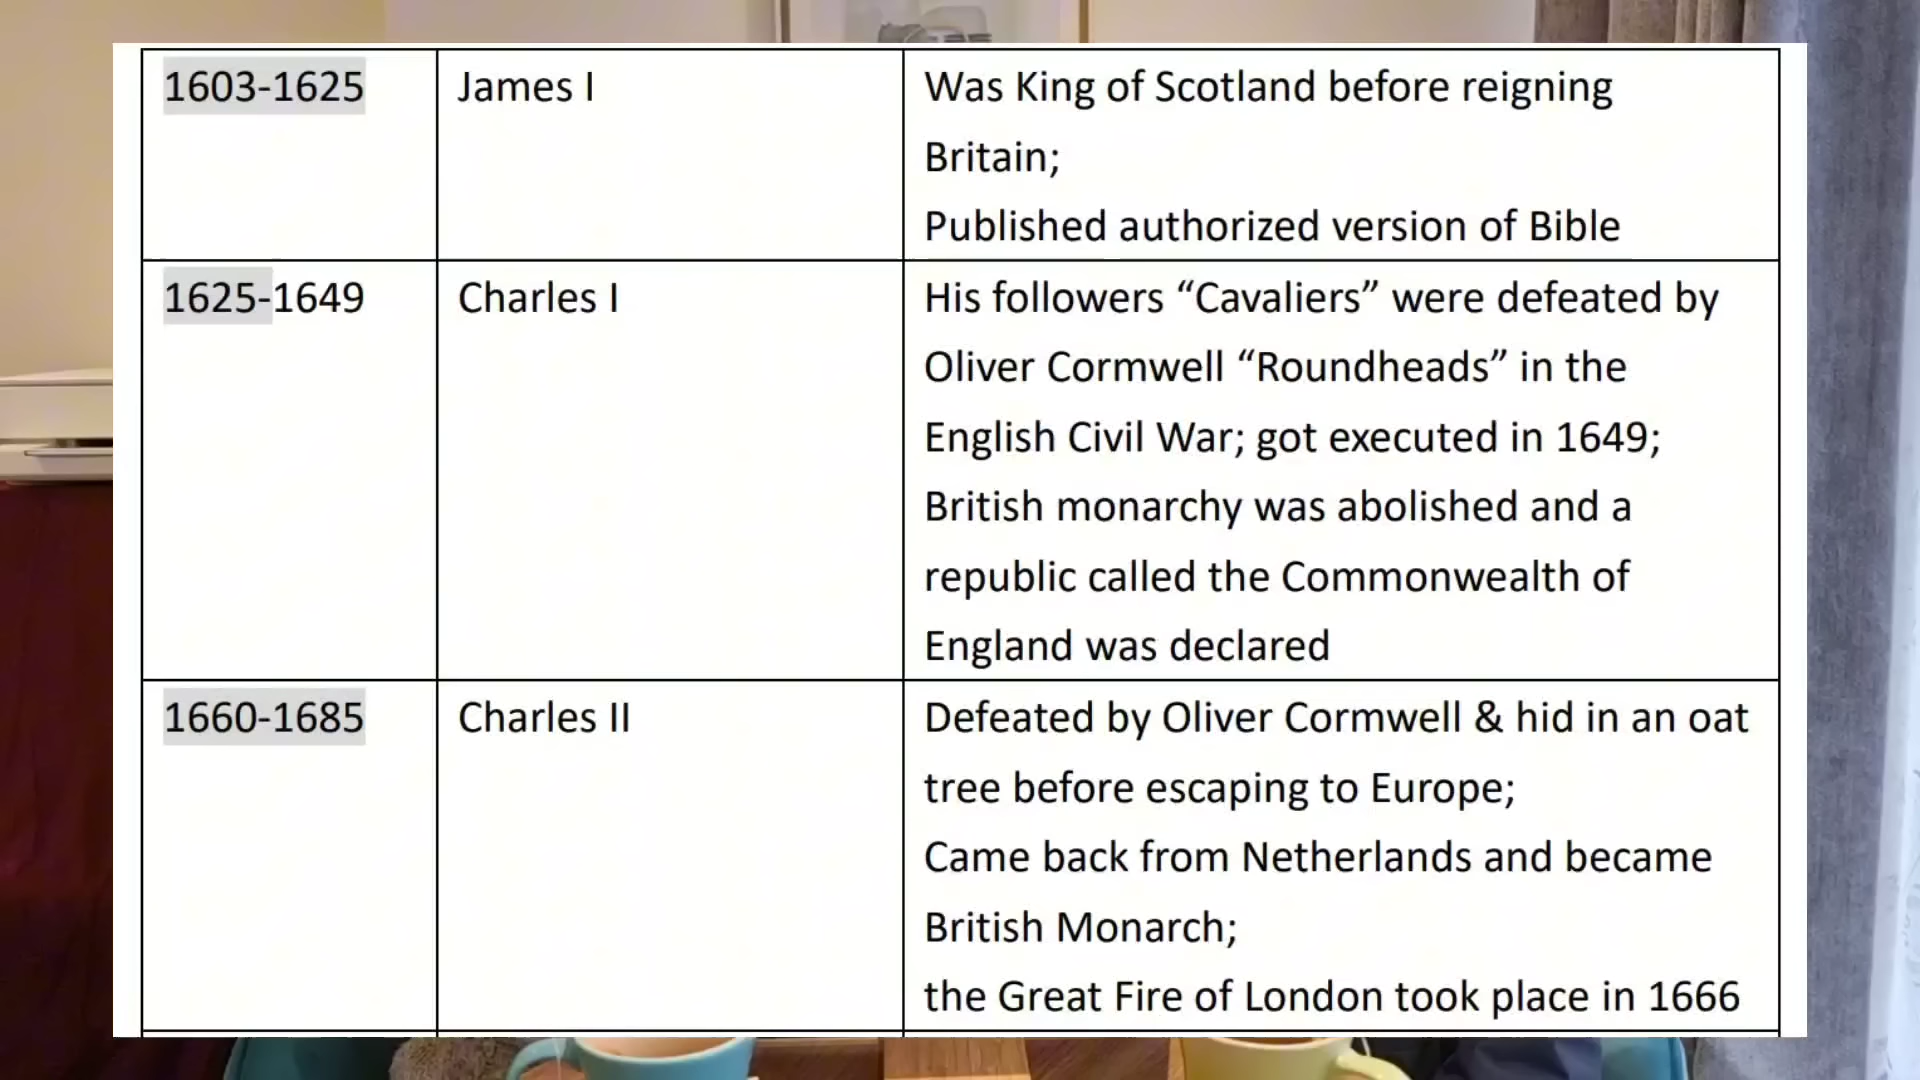 1603-1625
James I
Was King of Scotland before reigning
Britain;
Published authorized version of Bible
1625-1649
Charles I
His followers “Cavaliers” were defeated by
Oliver Cormwell “Roundheads” in the
English Civil War; got executed in 1649;
British monarchy was abolished and a
republic called the Commonwealth of
England was declared
1660-1685
Charles II
Defeated by Oliver Cormwell & hid in an oat
tree before escaping to Europe;
Came back from Netherlands and became
British Monarch;
the Great Fire of London took place in 1666